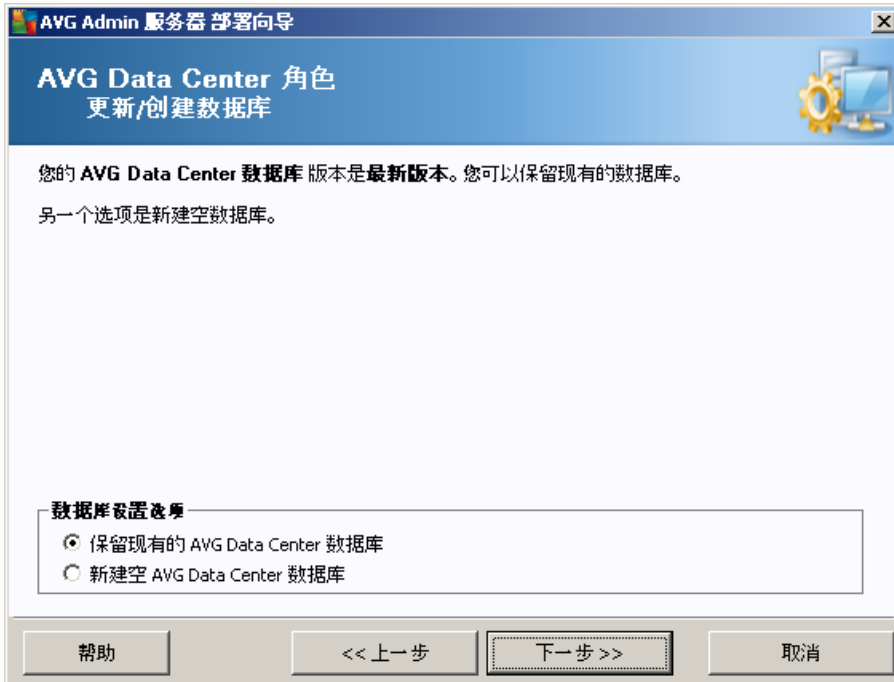 AVG Admin 服务器 部署向导
AVG Data Center 角色
更新/创建数据库
您的 AVG Data Center 数据库 版本是最新版本。您可以保留现有的数据库。
另一个选项是新建空数据库。
数据库设置选项
保留现有的 AVG Data Center 数据库
新建空 AVG Data Center 数据库
帮助
<< 上一步
下一步 >>
取消